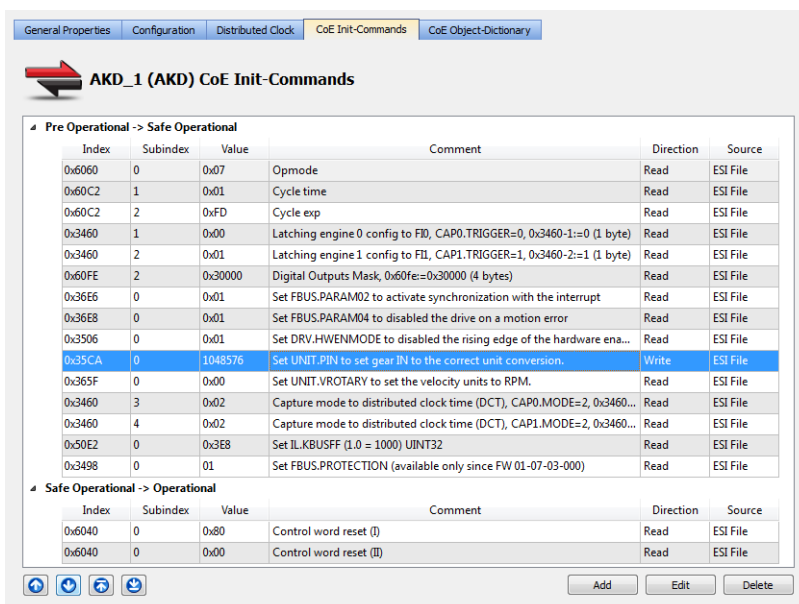 General Properties Configuration Distributed Clock CoE Init-Commands CoE Object-Dictionary
AKD_1 (AKD) CoE Init-Commands
Pre Operational -> Safe Operational
Index Subindex Value Comment Direction Source
0x6060 0 0x07 Opmode Read ESI File
0x60C2 1 0x01 Cycle time Read ESI File
0x60C2 2 0xFD Cycle exp Read ESI File
0x3460 1 0x00 Latching engine 0 config to FI0, CAP0.TRIGGER=0, 0x3460-1:=0 (1 byte) Read ESI File
0x3460 2 0x01 Latching engine 1 config to FI1, CAP1.TRIGGER=1, 0x3460-2:=1 (1 byte) Read ESI File
0x60FE 2 0x30000 Digital Outputs Mask, 0x60fe:=0x30000 (4 bytes) Read ESI File
0x36E6 0 0x01 Set FBUS.PARAM02 to activate synchronization with the interrupt Read ESI File
0x36E8 0 0x01 Set FBUS.PARAM04 to disabled the drive on a motion error Read ESI File
0x3506 0 0x01 Set DRV.HWENMODE to disabled the rising edge of the hardware ena... Read ESI File
0x35CA 0 1048576 Set UNIT.PIN to set gear IN to the correct unit conversion. Write ESI File
0x365F 0 0x00 Set UNIT.VROTARY to set the velocity units to RPM. Read ESI File
0x3460 3 0x02 Capture mode to distributed clock time (DCT), CAP0.MODE=2, 0x3460... Read ESI File
0x3460 4 0x02 Capture mode to distributed clock time (DCT), CAP1.MODE=2, 0x3460... Read ESI File
0x50E2 0 0x3E8 Set IL.KBUSFF (1.0 = 1000) UINT32 Read ESI File
0x3498 0 01 Set FBUS.PROTECTION (available only since FW 01-07-03-000) Read ESI File
Safe Operational -> Operational
Index Subindex Value Comment Direction Source
0x6040 0 0x80 Control word reset (I) Read ESI File
0x6040 0 0x00 Control word reset (II) Read ESI File
Add Edit Delete